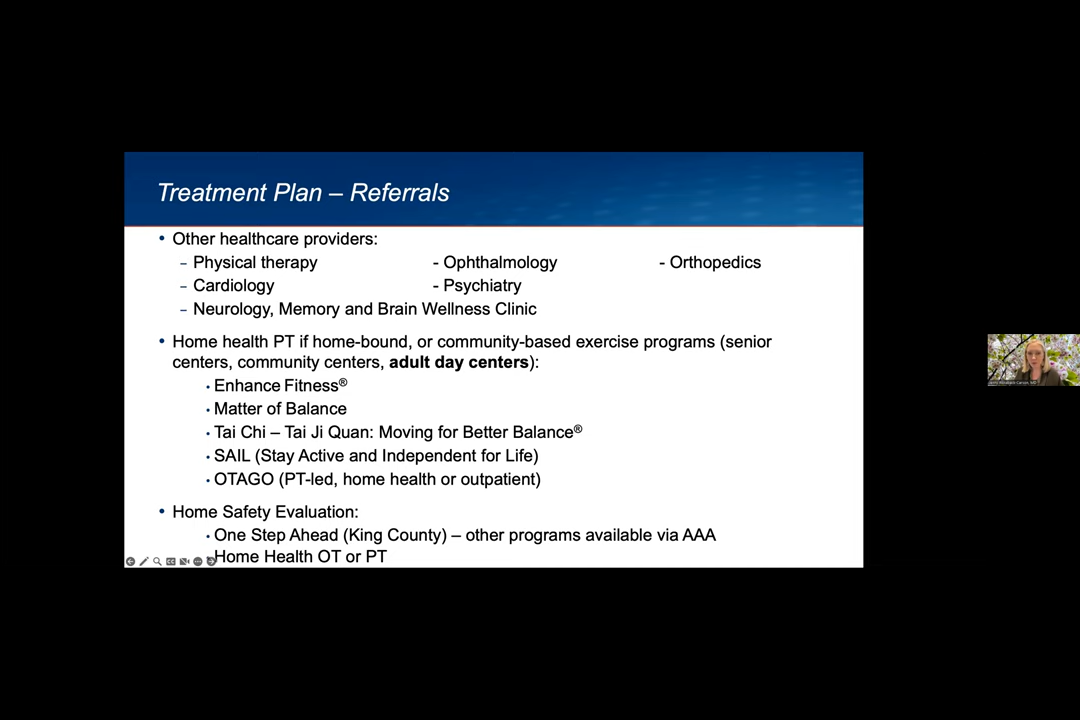 Treatment Plan – Referrals
• Other healthcare providers:
– Physical therapy - Ophthalmology - Orthopedics
– Cardiology - Psychiatry
– Neurology, Memory and Brain Wellness Clinic
• Home health PT if home-bound, or community-based exercise programs (senior
centers, community centers, adult day centers):
• Enhance Fitness®
• Matter of Balance
• Tai Chi – Tai Ji Quan: Moving for Better Balance®
• SAIL (Stay Active and Independent for Life)
• OTAGO (PT-led, home health or outpatient)
• Home Safety Evaluation:
• One Step Ahead (King County) – other programs available via AAA
• Home Health OT or PT